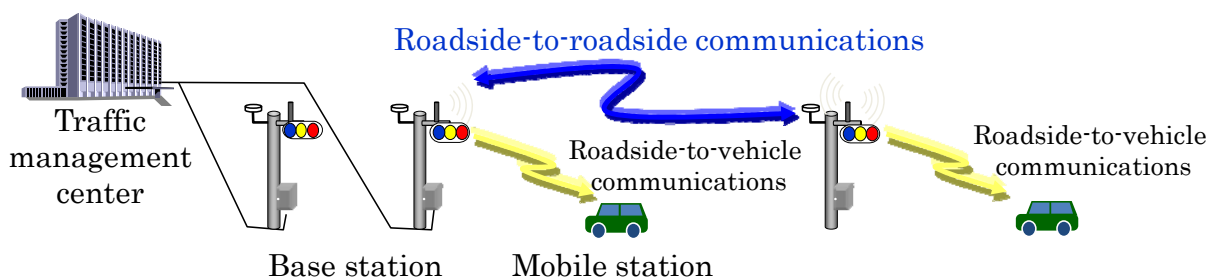 Roadside-to-roadside communications
Traffic
management
center
Roadside-to-vehicle
communications
Roadside-to-vehicle
communications
Base station
Mobile station